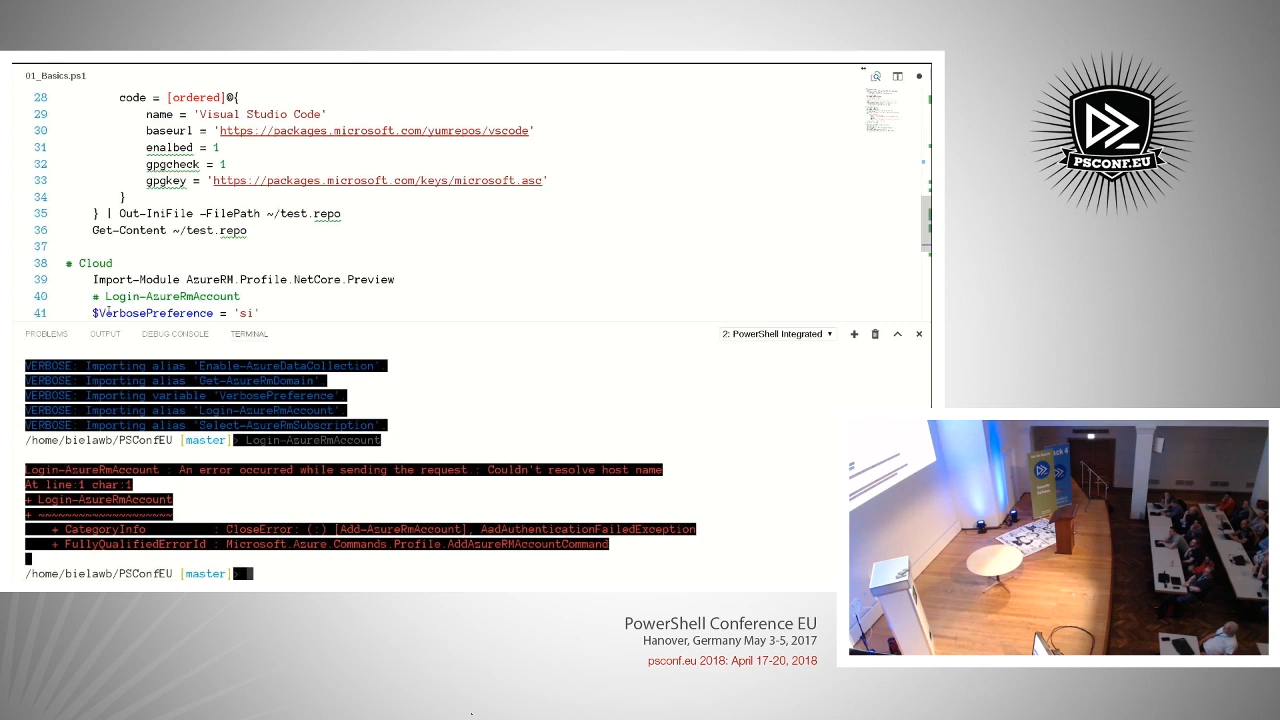 01_Basics.ps1
28 code = [ordered]@{
29 name = 'Visual Studio Code'
30 baseurl = 'https://packages.microsoft.com/yumrepos/vscode'
31 enalbed = 1
32 gpgcheck = 1
33 gpgkey = 'https://packages.microsoft.com/keys/microsoft.asc'
34 }
35 } | Out-IniFile -FilePath ~/test.repo
36 Get-Content ~/test.repo
37
38 # Cloud
39 Import-Module AzureRM.Profile.NetCore.Preview
40 # Login-AzureRmAccount
41 $VerbosePreference = 'si'
PROBLEMS OUTPUT DEBUG CONSOLE TERMINAL 2: PowerShell Integrated
VERBOSE: Importing alias 'Enable-AzureDataCollection'.
VERBOSE: Importing alias 'Get-AzureRmDomain'.
VERBOSE: Importing variable 'VerbosePreference'.
VERBOSE: Importing alias 'Login-AzureRmAccount'.
VERBOSE: Importing alias 'Select-AzureRmSubscription'.
/home/bielawb/PSConfEU [master]> Login-AzureRmAccount
Login-AzureRmAccount : An error occurred while sending the request.: Couldn't resolve host name
At line:1 char:1
+ Login-AzureRmAccount
+ ~~~~~~~~~~~~~~~~~~~~
+ CategoryInfo : CloseError: (:) [Add-AzureRmAccount], AadAuthenticationFailedException
+ FullyQualifiedErrorId : Microsoft.Azure.Commands.Profile.AddAzureRMAccountCommand
/home/bielawb/PSConfEU [master]>
PSCONF.EU
PowerShell Conference EU
Hanover, Germany May 3-5, 2017
psconf.eu 2018: April 17-20, 2018